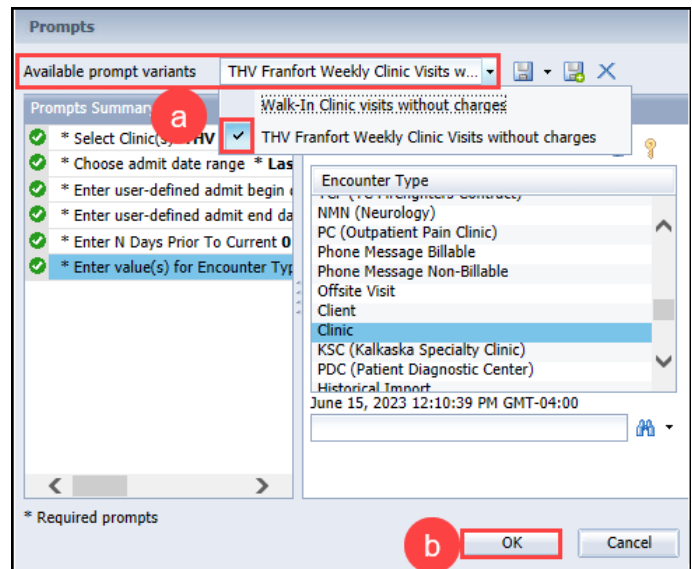 Prompts
Available prompt variants THV Franfort Weekly Clinic Visits w...
Prompts Summary
a
Walk-In Clinic visits without charges
THV Franfort Weekly Clinic Visits without charges
* Select Clinic(s) THV
* Choose admit date range * Las
* Enter user-defined admit begin
* Enter user-defined admit end da
* Enter N Days Prior To Current 0
* Enter value(s) for Encounter Typ
Encounter Type
NMN (Neurology)
PC (Outpatient Pain Clinic)
Phone Message Billable
Phone Message Non-Billable
Offsite Visit
Client
Clinic
KSC (Kalkaska Specialty Clinic)
PDC (Patient Diagnostic Center)
Historical Import
June 15, 2023 12:10:39 PM GMT-04:00
* Required prompts
b
OK
Cancel